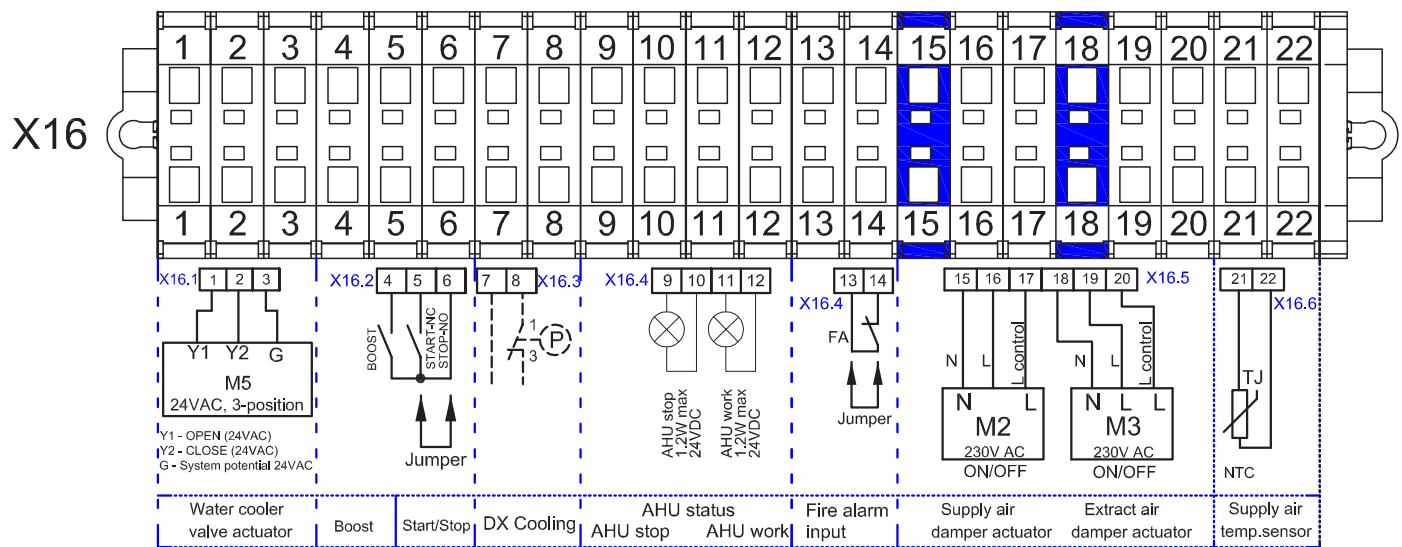 1 2 3 4 5 6 7 8 9 10 11 12 13 14 15 16 17 18 19 20 21 22
X16
1 2 3 4 5 6 7 8 9 10 11 12 13 14 15 16 17 18 19 20 21 22
X16.1 1 2 3
Y1 Y2 G
M5
24VAC, 3-position
Y1 - OPEN (24VAC)
Y2 - CLOSE (24VAC)
G - System potential 24VAC
X16.2 4 5 6
BOOST
START-NC
STOP-NO
Jumper
7 8 X16.3
1
3
P
X16.4 9 10 11 12
AHU stop
1.2W max
24VDC
AHU work
1.2W max
24VDC
13 14
X16.4
FA
Jumper
15 16 17 18 19 20 X16.5
N L L control
N L
M2
230V AC
ON/OFF
N L L control
N L L
M3
230V AC
ON/OFF
21 22
X16.6
TJ
NTC
Water cooler
valve actuator
Boost
Start/Stop
DX Cooling
AHU status
AHU stop AHU work
Fire alarm
input
Supply air
damper actuator
Extract air
damper actuator
Supply air
temp.sensor